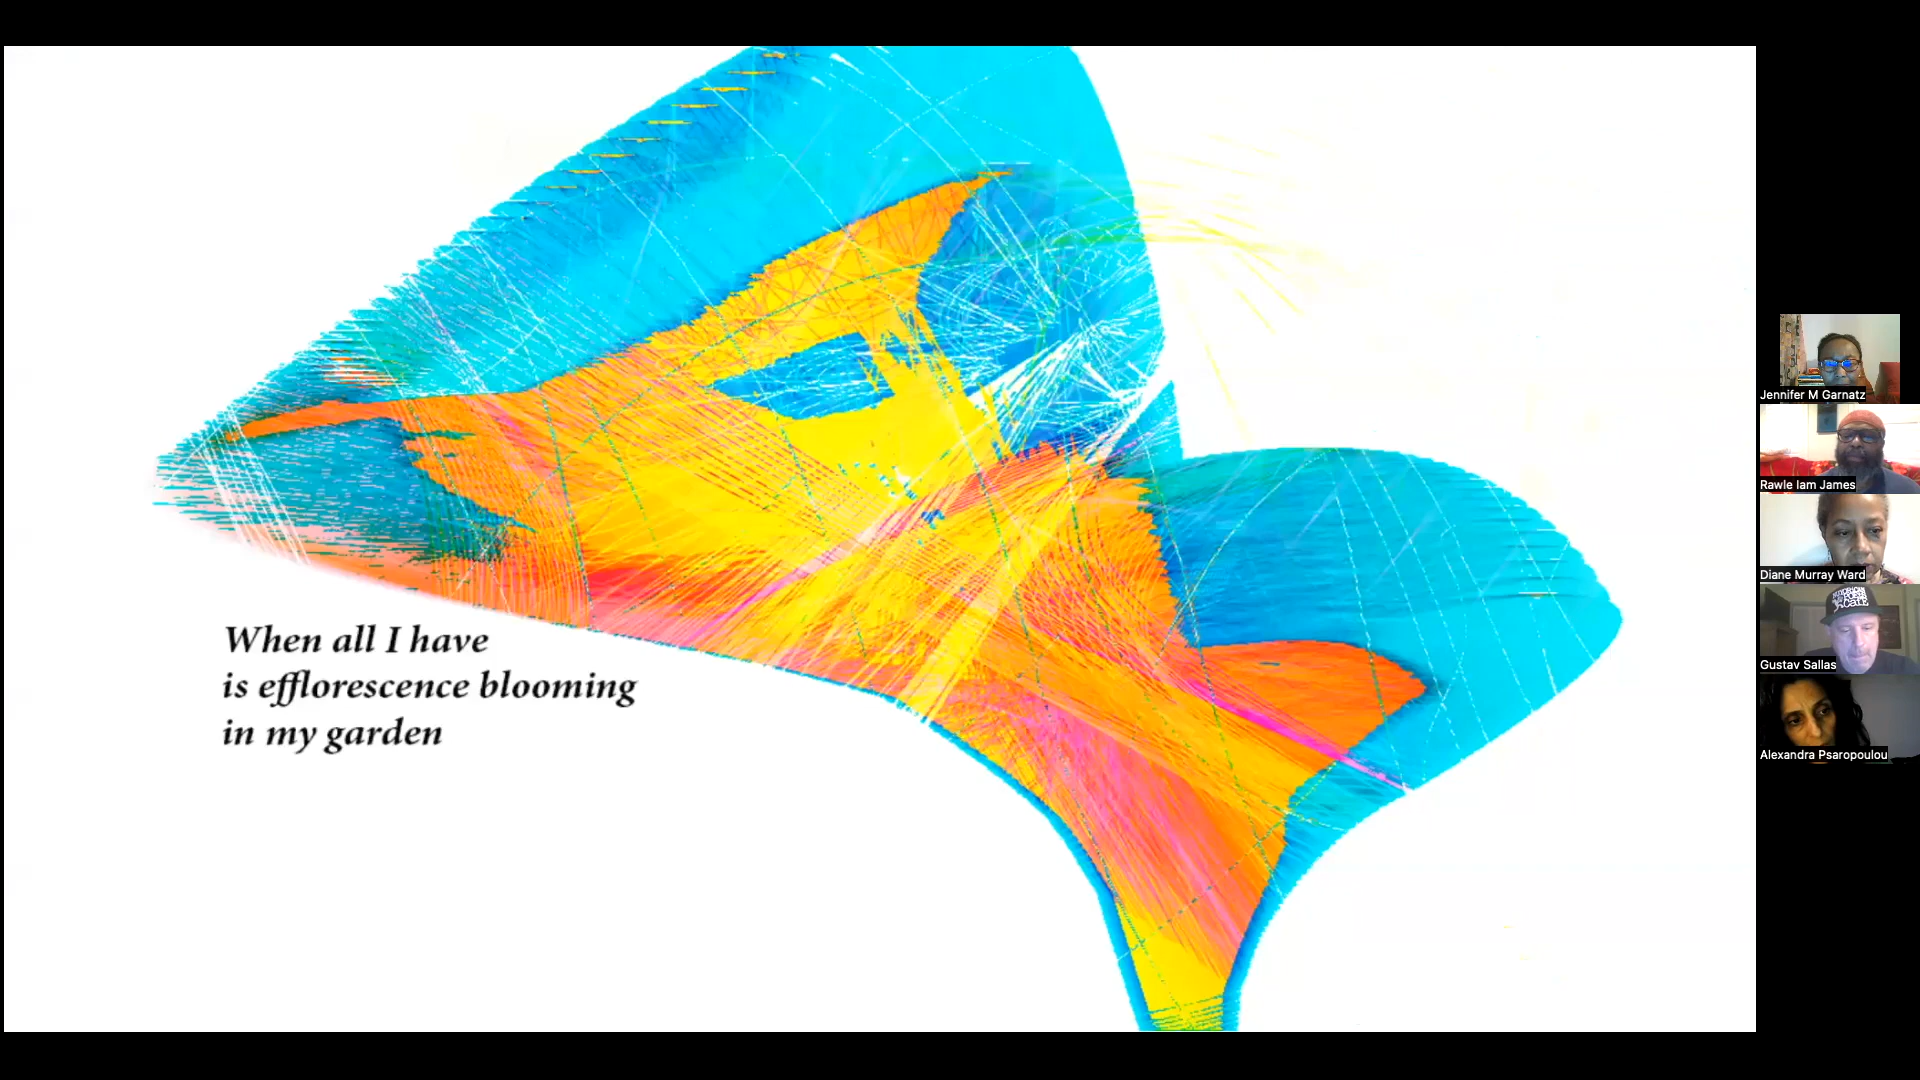 When all I have
is efflorescence blooming
in my garden
Jennifer M Garnatz
Rawle Iam James
Diane Murray Ward
Gustav Sallas
Alexandra Psaropoulou